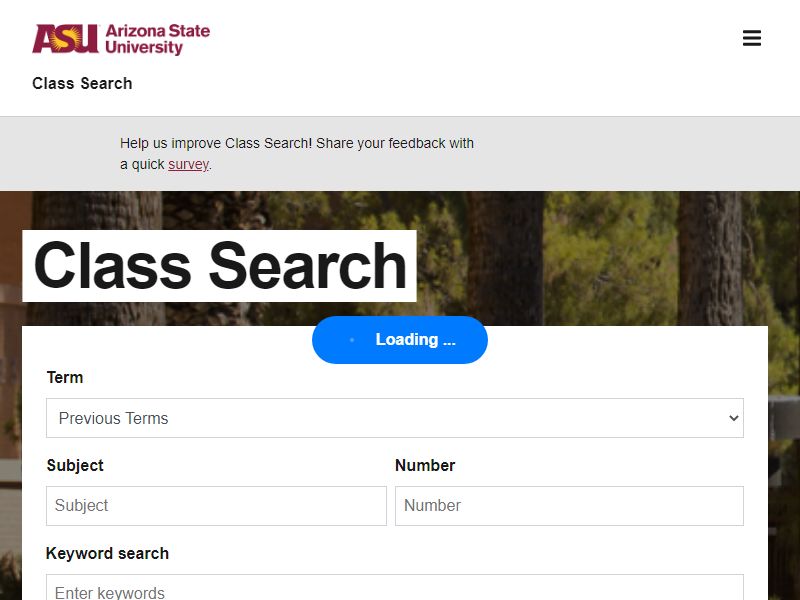 ASU Arizona State
University
Class Search
Help us improve Class Search! Share your feedback with
a quick survey.
Class Search
Loading ...
Term
Previous Terms
Subject
Number
Subject
Number
Keyword search
Enter keywords